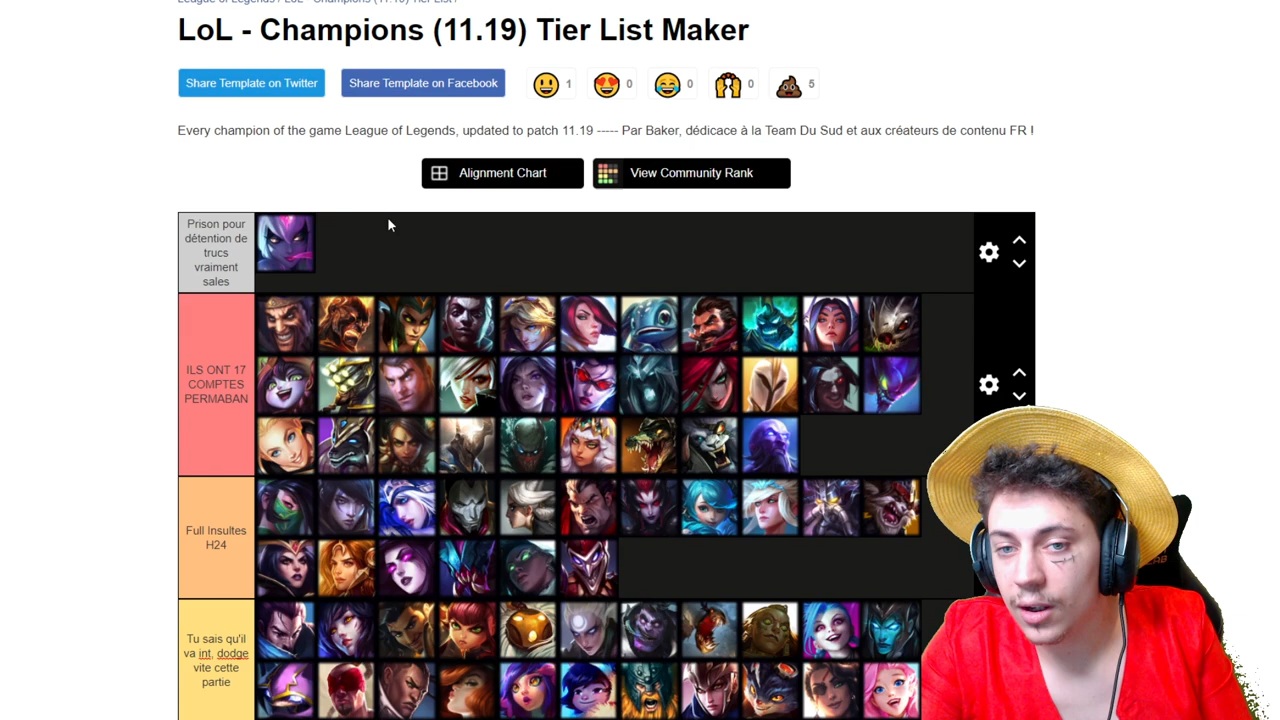 LoL - Champions (11.19) Tier List Maker
Share Template on Twitter
Share Template on Facebook
1
0
0
0
5
Every champion of the game League of Legends, updated to patch 11.19 ----- Par Baker, dédicace à la Team Du Sud et aux créateurs de contenu FR !
Alignment Chart
View Community Rank
Prison pour
détention de
trucs
vraiment
sales
ILS ONT 17
COMPTES
PERMABAN
Full Insultes
H24
Tu sais qu'il
va int, dodge
vite cette
partie